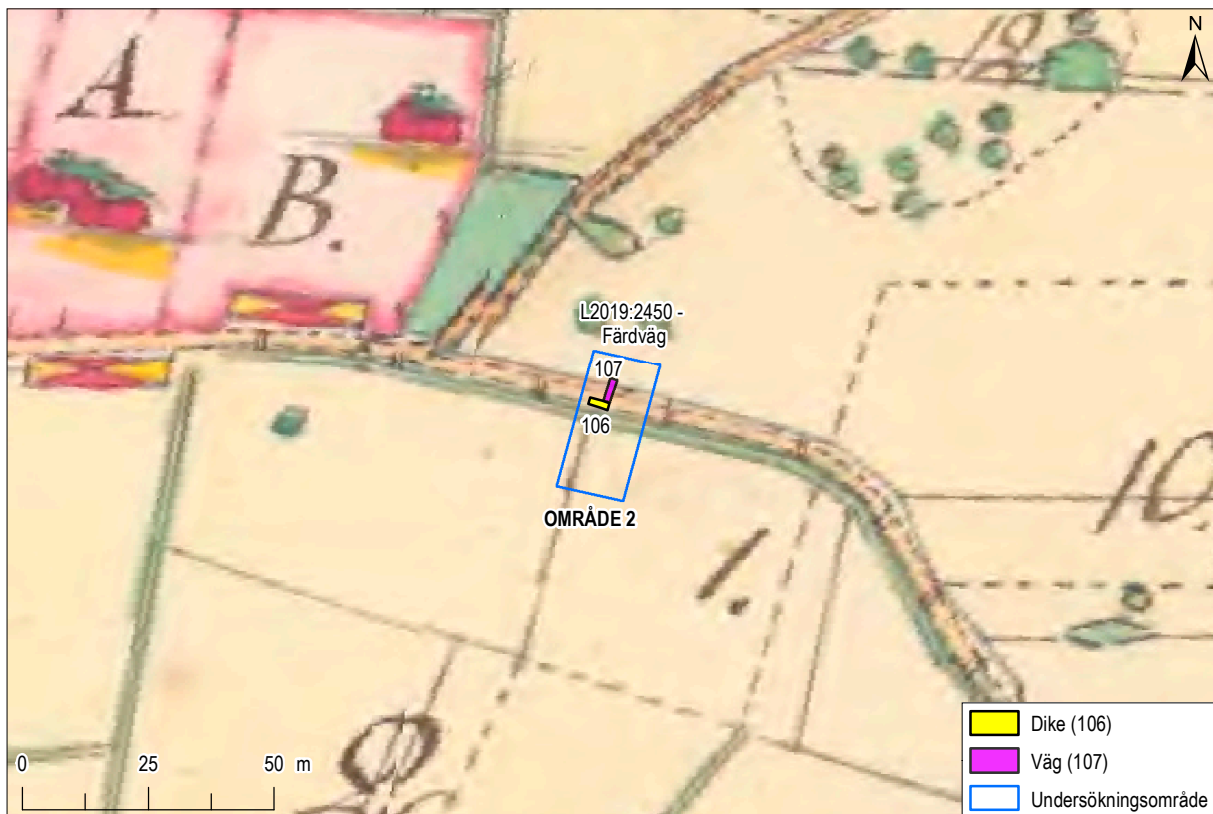 N
A.
B.
L2019:2450 -
Färdväg
107
106
OMRÅDE 2
10.
1.
0 25 50 m
Dike (106)
Väg (107)
Undersökningsområde